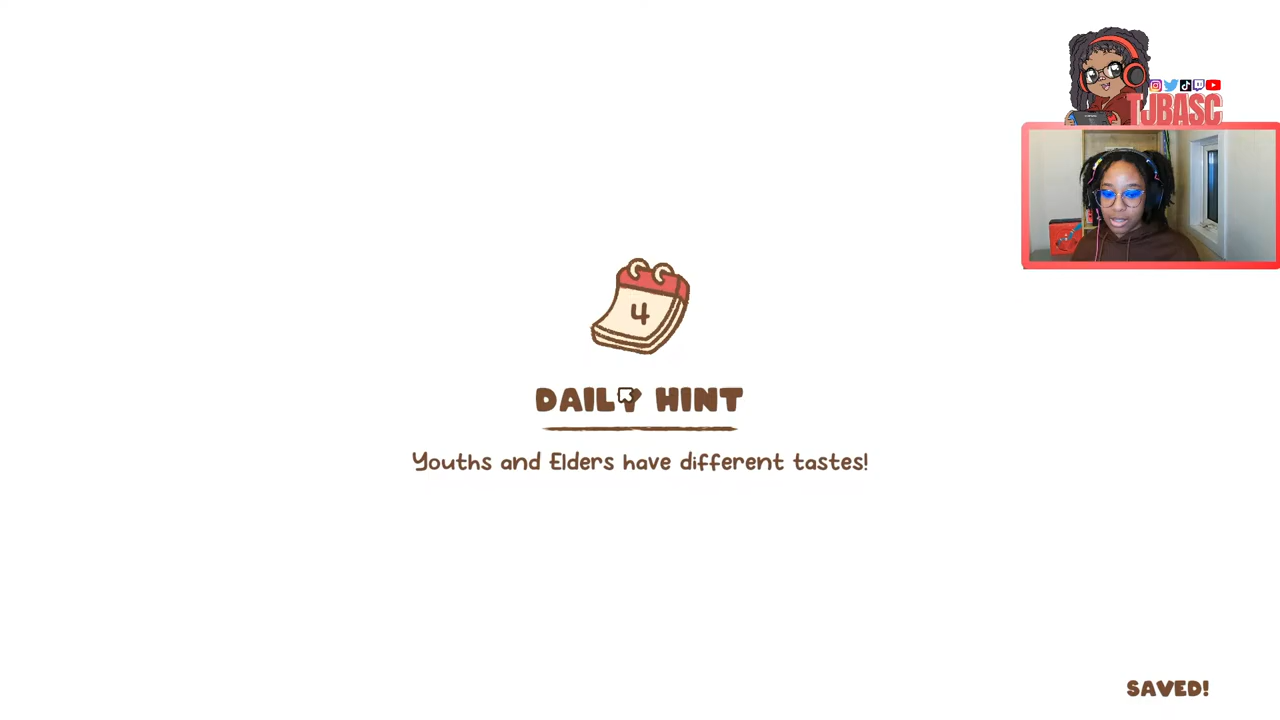 TJBASC
4
DAILY HINT
Youths and Elders have different tastes!
SAVED!